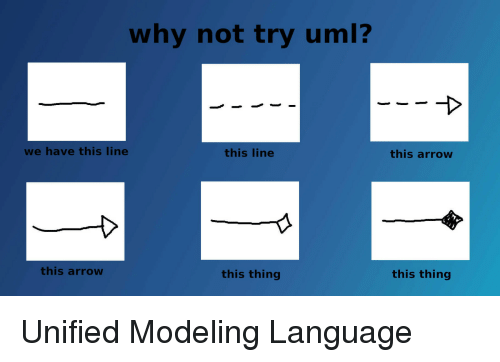 why not try uml?
we have this line
this line
this arrow
this arrow
this thing
this thing
Unified Modeling Language